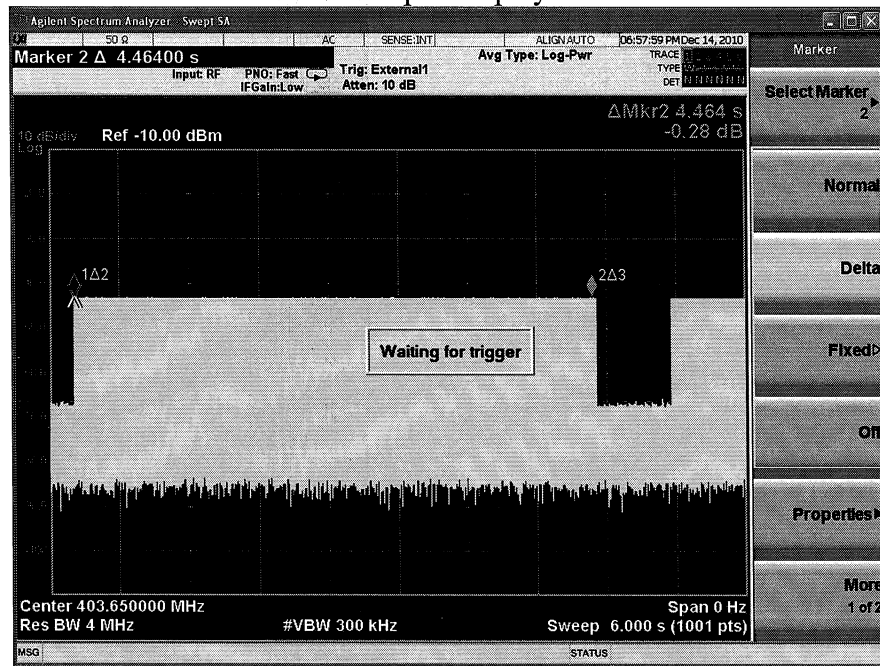 Agilent Spectrum Analyzer - Swept SA
50 Ω AC SENSE:INT ALIGN AUTO 06:57:59 PM Dec 14, 2010
Marker 2 Δ 4.46400 s
Avg Type: Log-Pwr
TRACE
TYPE
DET NNNNNN
Input: RF PNO: Fast Trig: External1
IFGain:Low Atten: 10 dB
ΔMkr2 4.464 s
-0.28 dB
10 dB/div Ref -10.00 dBm
Log
1Δ2
2Δ3
Waiting for trigger
Center 403.650000 MHz Span 0 Hz
Res BW 4 MHz #VBW 300 kHz Sweep 6.000 s (1001 pts)
MSG STATUS
Marker
Select Marker
2
Normal
Delta
Fixed
Off
Properties
More
1 of 2